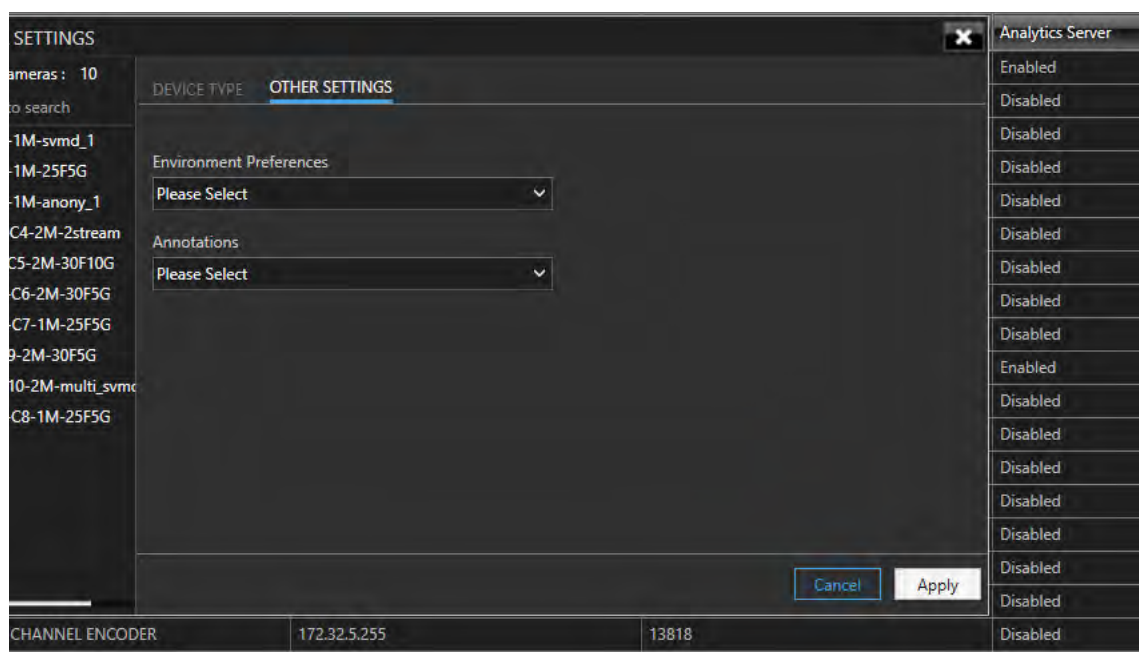 SETTINGS
Analytics Server
ameras : 10
DEVICE TYPE OTHER SETTINGS
to search
-1M-svmd_1
-1M-25F5G
-1M-anony_1
C4-2M-2stream
C5-2M-30F10G
-C6-2M-30F5G
-C7-1M-25F5G
9-2M-30F5G
10-2M-multi_svmd
-C8-1M-25F5G
Environment Preferences
Please Select
Annotations
Please Select
Cancel Apply
Enabled
Disabled
Disabled
Disabled
Disabled
Disabled
Disabled
Disabled
Disabled
Enabled
Disabled
Disabled
Disabled
Disabled
Disabled
Disabled
Disabled
CHANNEL ENCODER 172.32.5.255 13818 Disabled